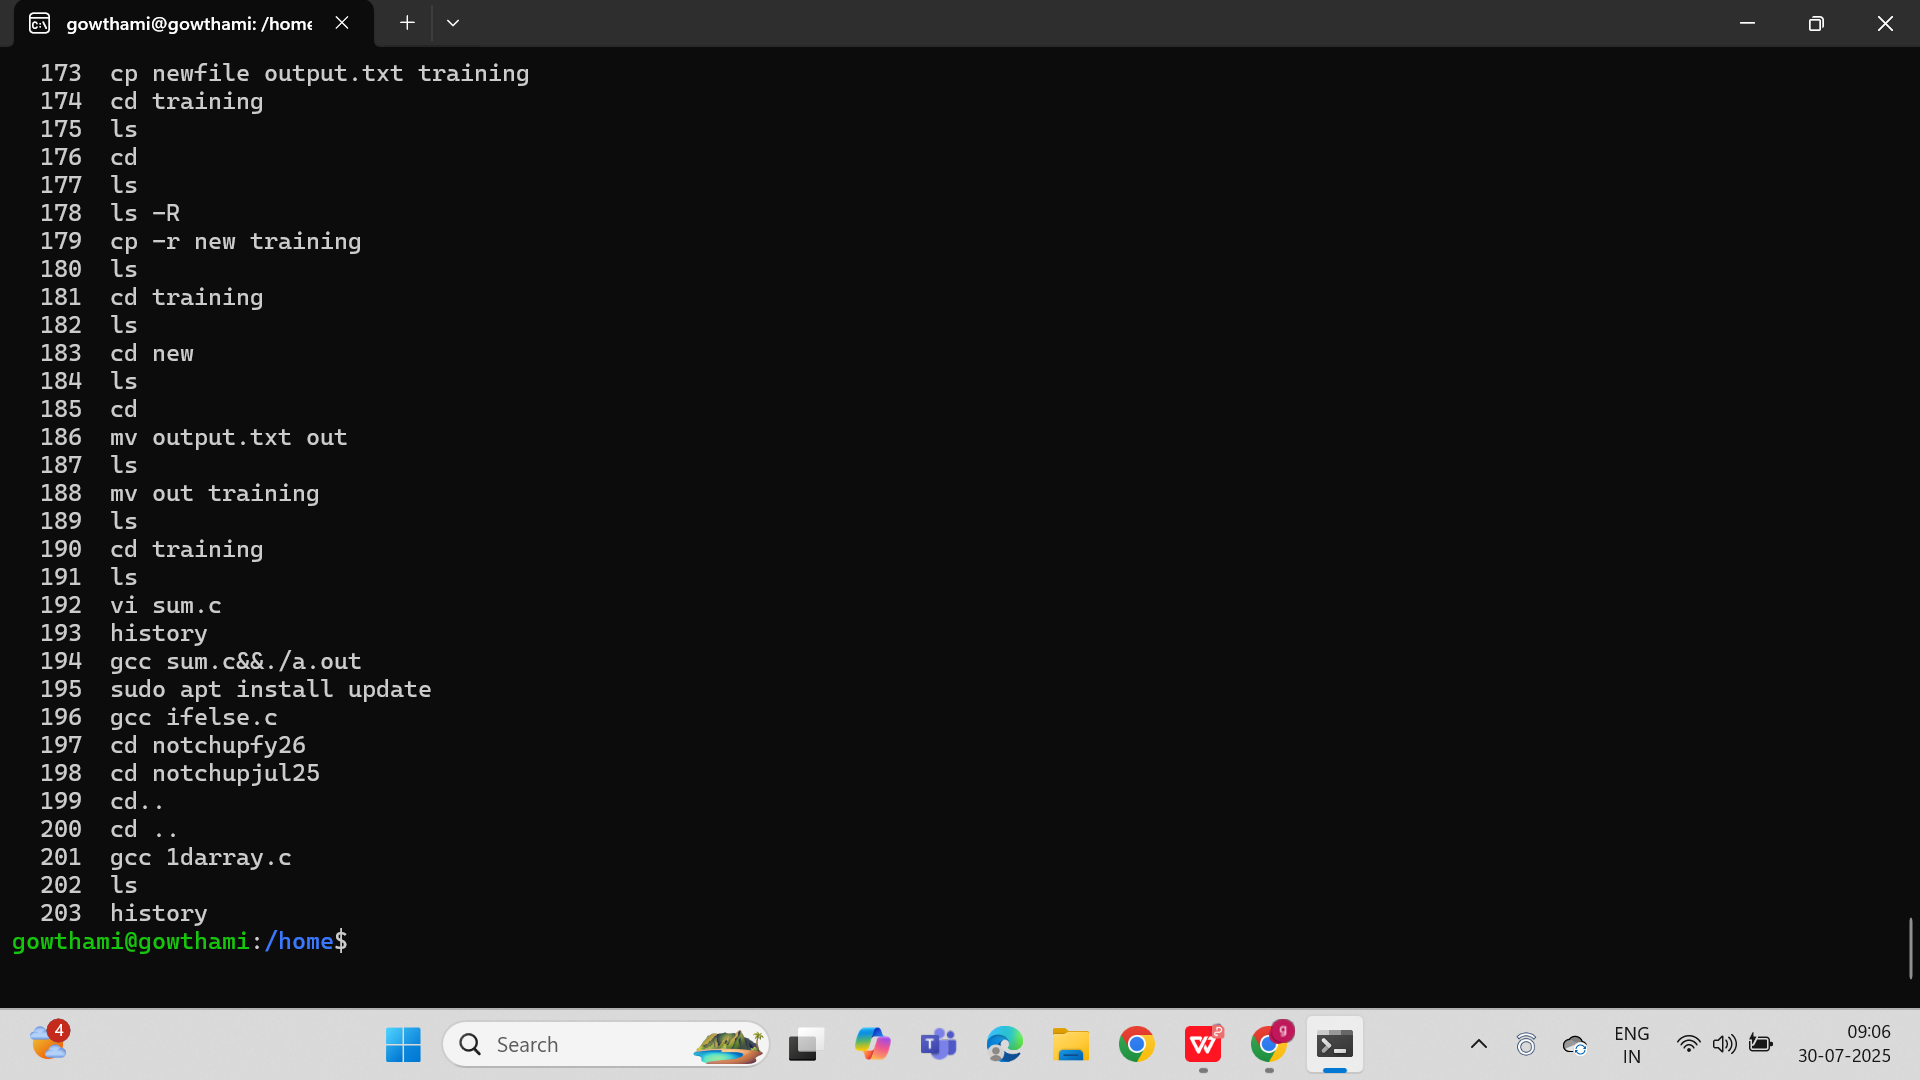 gowthami@gowthami: /home
173 cp newfile output.txt training
174 cd training
175 ls
176 cd
177 ls
178 ls -R
179 cp -r new training
180 ls
181 cd training
182 ls
183 cd new
184 ls
185 cd
186 mv output.txt out
187 ls
188 mv out training
189 ls
190 cd training
191 ls
192 vi sum.c
193 history
194 gcc sum.c&&./a.out
195 sudo apt install update
196 gcc ifelse.c
197 cd notchupfy26
198 cd notchupjul25
199 cd..
200 cd ..
201 gcc 1darray.c
202 ls
203 history
gowthami@gowthami:/home$
4
Search
g
ENG
IN
09:06
30-07-2025